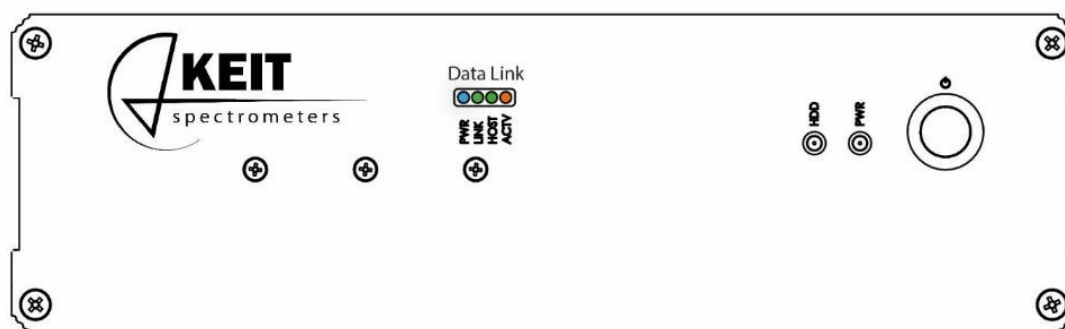 KEIT
spectrometers
Data Link
PWR
LINK
HOST
ACTV
HDD
PWR